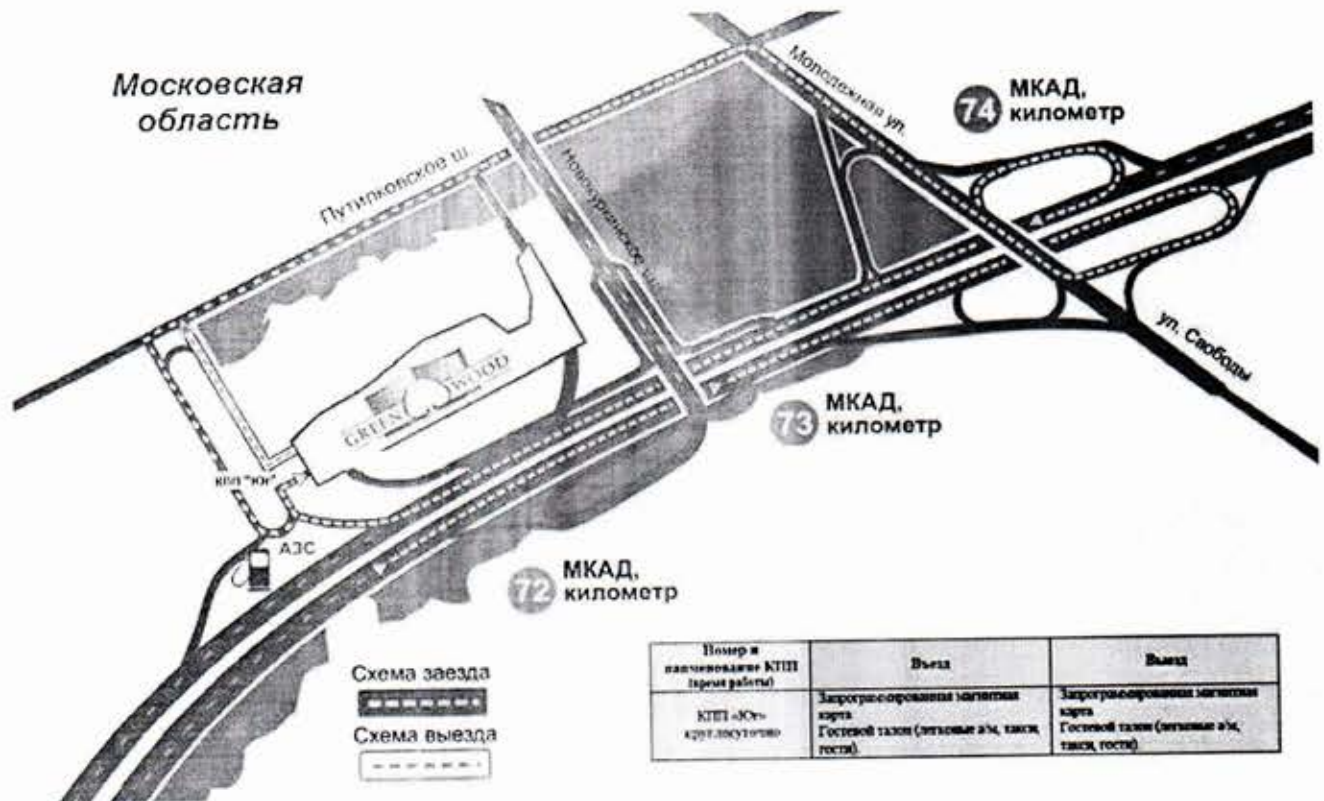 Московская
область
Путилковское ш.
Новокуркинское ш.
Молодежная ул.
74
МКАД,
километр
ул. Свободы
GREEN WOOD
73
МКАД,
километр
КПП "Юг"
АЗС
72
МКАД,
километр
Схема заезда
Схема выезда
Номер и
наименование КПП
(время работы)
Въезд
Выезд
КПП «Юг»
круглосуточно
Запрограммированная магнитная
карта
Гостевой талон (легковые а/м, такси,
гости)
Запрограммированная магнитная
карта
Гостевой талон (легковые а/м,
такси, гости)